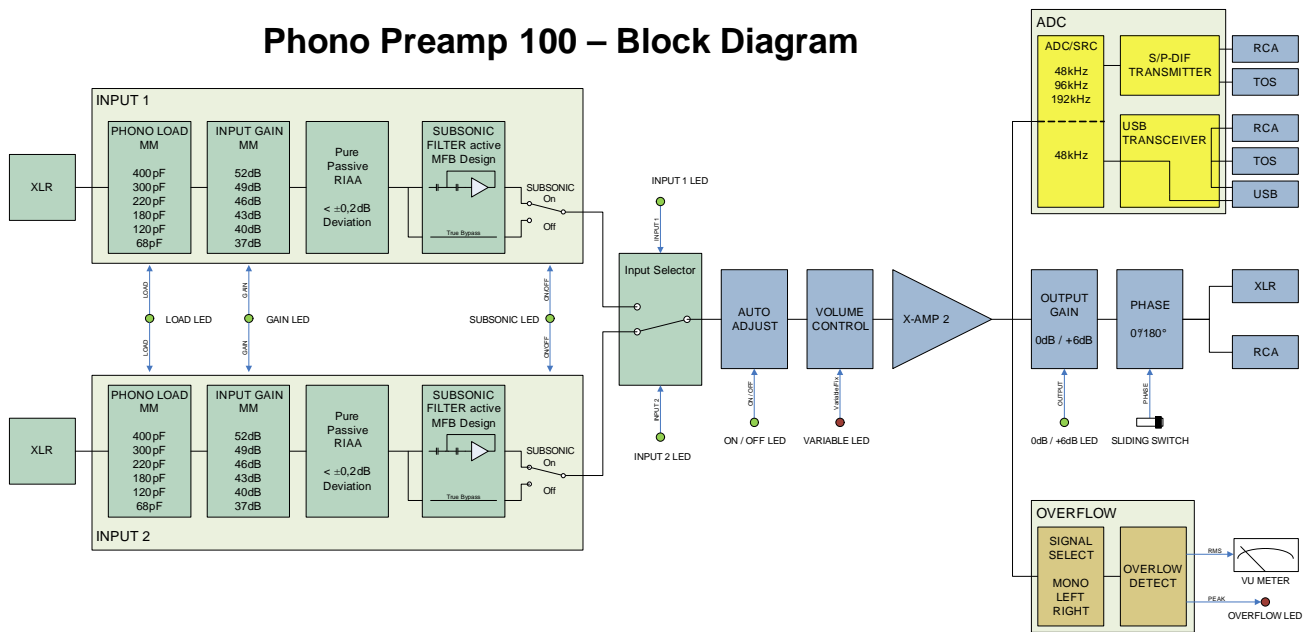 Phono Preamp 100 – Block Diagram
INPUT 1
XLR
PHONO LOAD
MM
400pF
300pF
220pF
180pF
120pF
68pF
INPUT GAIN
MM
52dB
49dB
46dB
43dB
40dB
37dB
Pure
Passive
RIAA
< ±0,2dB
Deviation
SUBSONIC
FILTER active
MFB Design
True Bypass
SUBSONIC
On
Off
LOAD
LOAD
LOAD LED
GAIN
GAIN
GAIN LED
SUBSONIC LED
ON/OFF
ON/OFF
XLR
PHONO LOAD
MM
400pF
300pF
220pF
180pF
120pF
68pF
INPUT GAIN
MM
52dB
49dB
46dB
43dB
40dB
37dB
Pure
Passive
RIAA
< ±0,2dB
Deviation
SUBSONIC
FILTER active
MFB Design
True Bypass
SUBSONIC
On
Off
INPUT 2
INPUT 1 LED
INPUT 1
Input Selector
INPUT 2
INPUT 2 LED
AUTO
ADJUST
ON / OFF
ON / OFF LED
VOLUME
CONTROL
Variable/Fix
VARIABLE LED
X-AMP 2
ADC
ADC/SRC
48kHz
96kHz
192kHz
48kHz
S/P-DIF
TRANSMITTER
USB
TRANSCEIVER
RCA
TOS
RCA
TOS
USB
OUTPUT
GAIN
0dB / +6dB
OUTPUT
0dB / +6dB LED
PHASE
0°/180°
PHASE
SLIDING SWITCH
XLR
RCA
OVERFLOW
SIGNAL
SELECT
MONO
LEFT
RIGHT
OVERLOW
DETECT
RMS
VU METER
PEAK
OVERFLOW LED